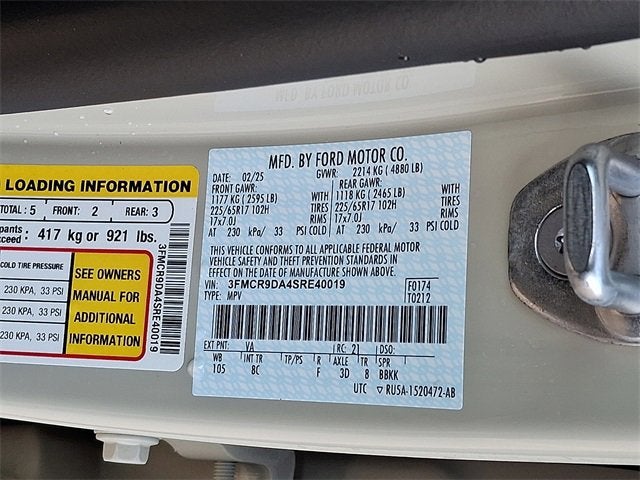 LOADING INFORMATION
TOTAL: 5 FRONT: 2 REAR: 3
pants
xceed: 417 kg or 921 lbs.
COLD TIRE PRESSURE
230 KPA, 33 PSI
230 KPA, 33 PSI
230 KPA, 33 PSI
SEE OWNERS
MANUAL FOR
ADDITIONAL
INFORMATION
3FMCR9DA4SRE40019
MFD. BY FORD MOTOR CO.
DATE: 02/25 GVWR: 2214 KG (4880 LB)
FRONT GAWR: REAR GAWR:
1177 KG (2595 LB) WITH 1118 KG (2465 LB) WITH
225/65R17 102H TIRES 225/65R17 102H TIRES
17x7.0J RIMS 17x7.0J RIMS
AT 230 kPa/ 33 PSI COLD AT 230 kPa/ 33 PSI COLD
THIS VEHICLE CONFORMS TO ALL APPLICABLE FEDERAL MOTOR
VEHICLE SAFETY AND THEFT PREVENTION STANDARDS IN
EFFECT ON THE DATE OF MANUFACTURE SHOWN ABOVE.
VIN: 3FMCR9DA4SRE40019 F0174
TYPE: MPV T0212
EXT PNT: VA RC: 21 DSO:
WB INT TR TP/PS R AXLE TR SPR
105 BC F 3D 8 BBKK
UTC RU5A-1520472-AB